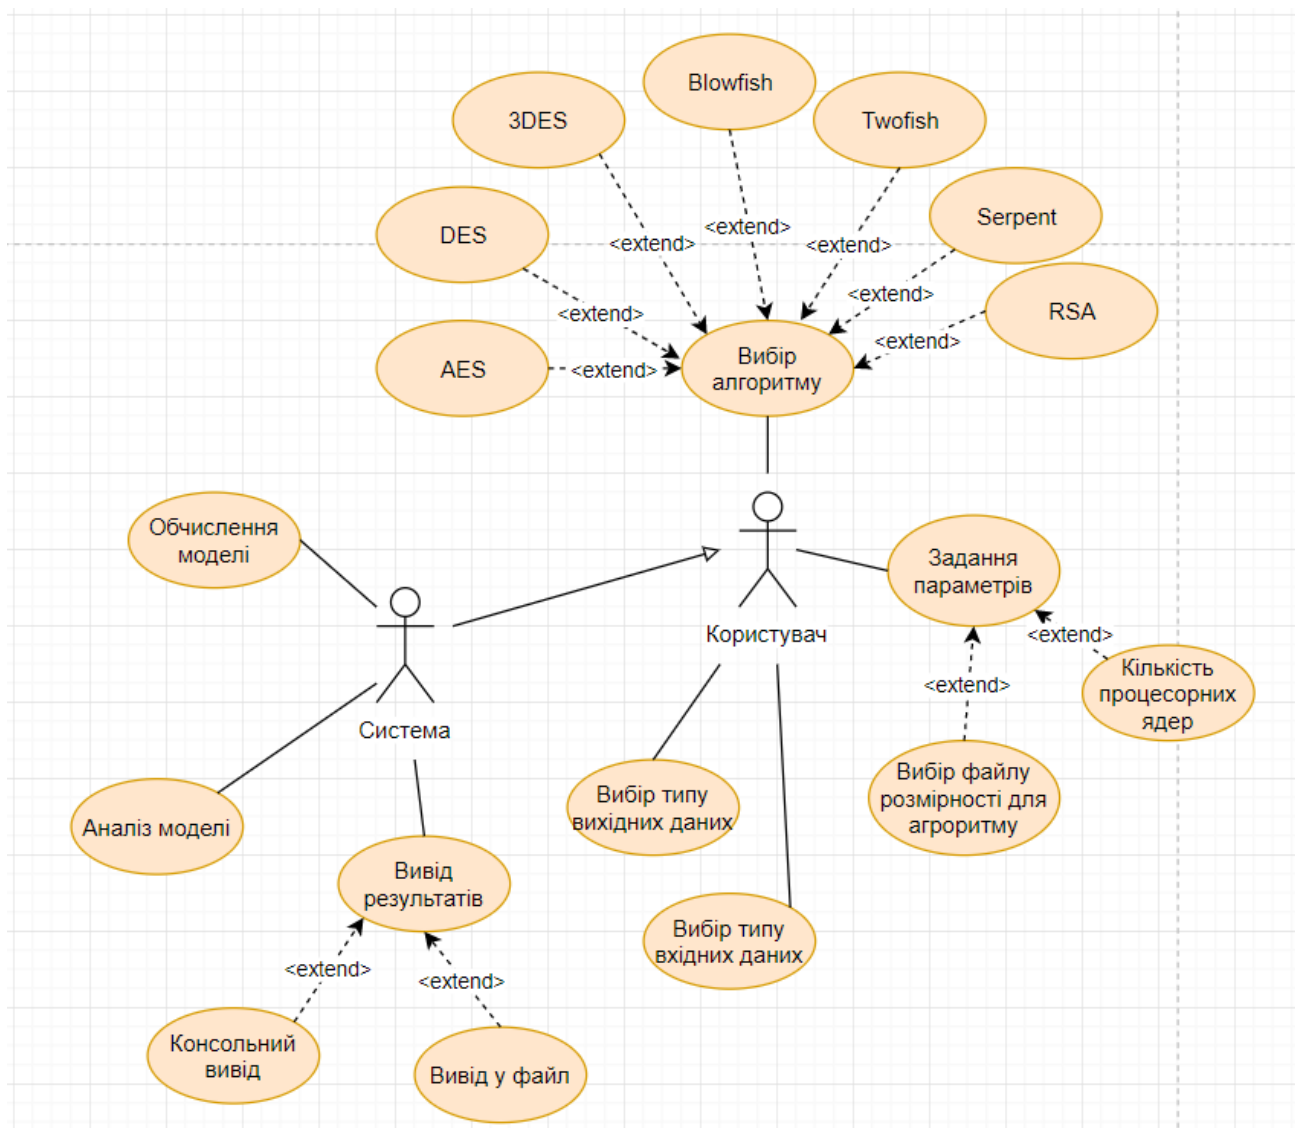 Blowfish
3DES
Twofish
Serpent
<extend>
DES
<extend>
<extend>
<extend>
<extend>
RSA
<extend>
<extend>
Вибір
алгоритму
AES
Обчислення
моделі
Задання
параметрів
Користувач
<extend>
Кількість
процесорних
ядер
<extend>
Система
Вибір файлу
розмірності для
агроритму
Вибір типу
вихідних даних
Аналіз моделі
Вивід
результатів
Вибір типу
вхідних даних
<extend>
<extend>
Консольний
вивід
Вивід у файл